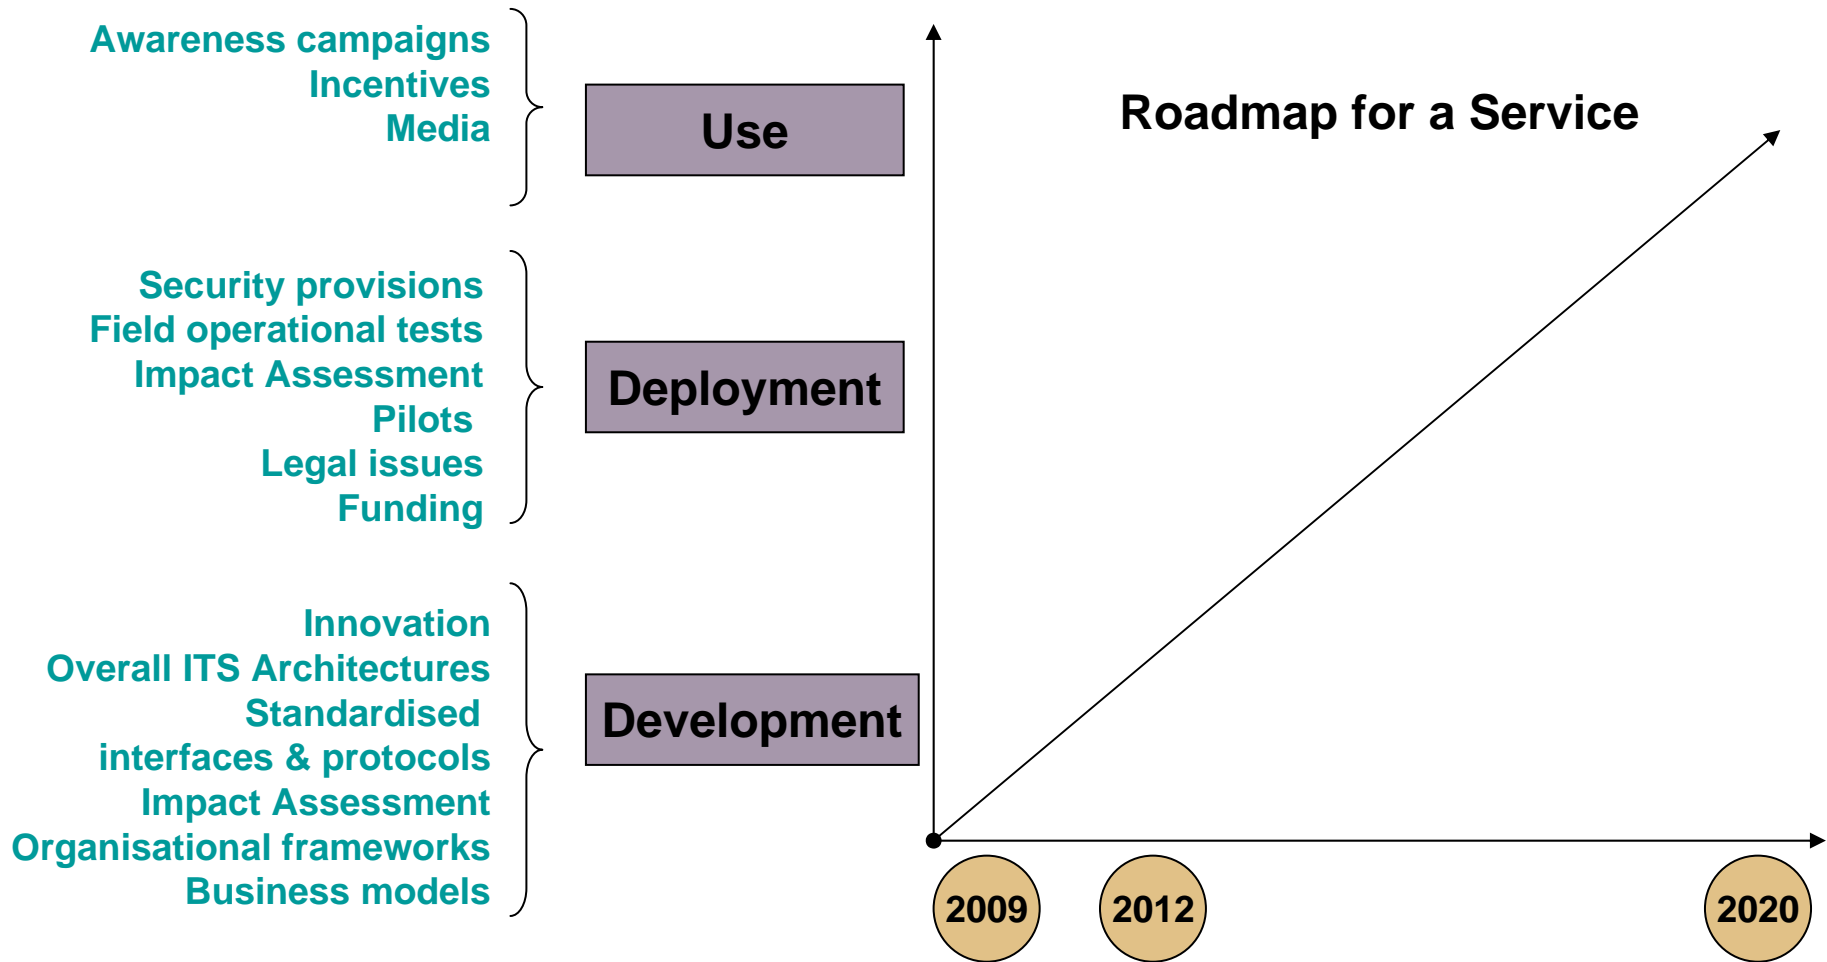 Awareness campaigns
Incentives
Media
Use
Roadmap for a Service
Security provisions
Field operational tests
Impact Assessment
Pilots
Legal issues
Funding
Deployment
Innovation
Overall ITS Architectures
Standardised
interfaces & protocols
Impact Assessment
Organisational frameworks
Business models
Development
2009
2012
2020